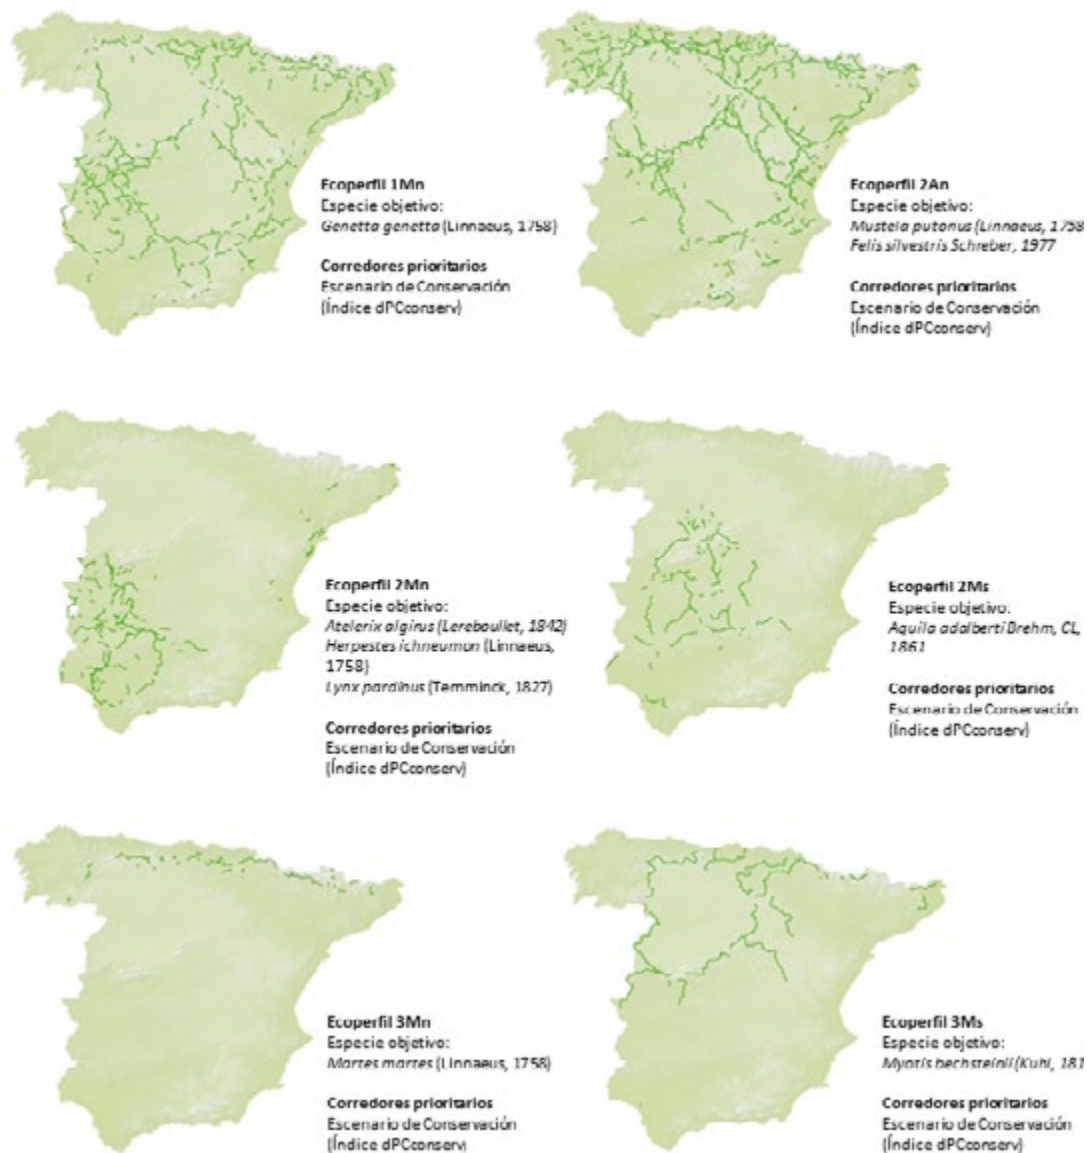 Ecoperfil 1Mn
Especie objetivo:
Genetta genetta (Linnaeus, 1758)
Corredores prioritarios
Escenario de Conservación
(Índice dPCconserv)
Ecoperfil 2An
Especie objetivo:
Mustela putorius (Linnaeus, 1758
Felis silvestris Schreber, 1977
Corredores prioritarios
Escenario de Conservación
(Índice dPCconserv)
Ecoperfil 2Mn
Especie objetivo:
Atelerix algirus (Lereboullet, 1842)
Herpestes ichneumon (Linnaeus,
1758)
Lynx pardinus (Temminck, 1827)
Corredores prioritarios
Escenario de Conservación
(Índice dPCconserv)
Ecoperfil 2Ms
Especie objetivo:
Aquila adalberti Brehm, CL,
1861
Corredores prioritarios
Escenario de Conservación
(Índice dPCconserv)
Ecoperfil 3Mn
Especie objetivo:
Martes martes (Linnaeus, 1758)
Corredores prioritarios
Escenario de Conservación
(Índice dPCconserv
Ecoperfil 3Ms
Especie objetivo:
Myotis bechsteinii (Kuhl, 181
Corredores prioritarios
Escenario de Conservación
(Índice dPCconserv)